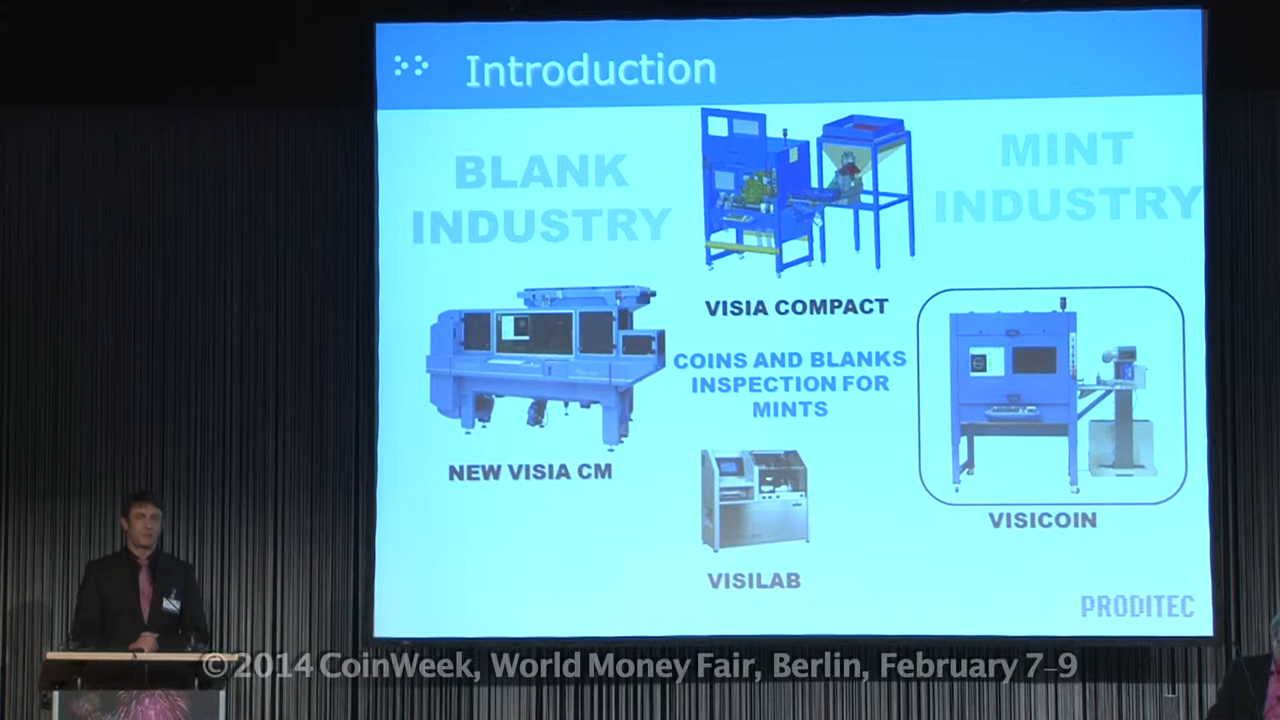 Introduction
BLANK
INDUSTRY
MINT
INDUSTRY
VISIA COMPACT
COINS AND BLANKS
INSPECTION FOR
MINTS
NEW VISIA CM
VISICOIN
VISILAB
PRODITEC
© 2014 CoinWeek, World Money Fair, Berlin, February 7–9